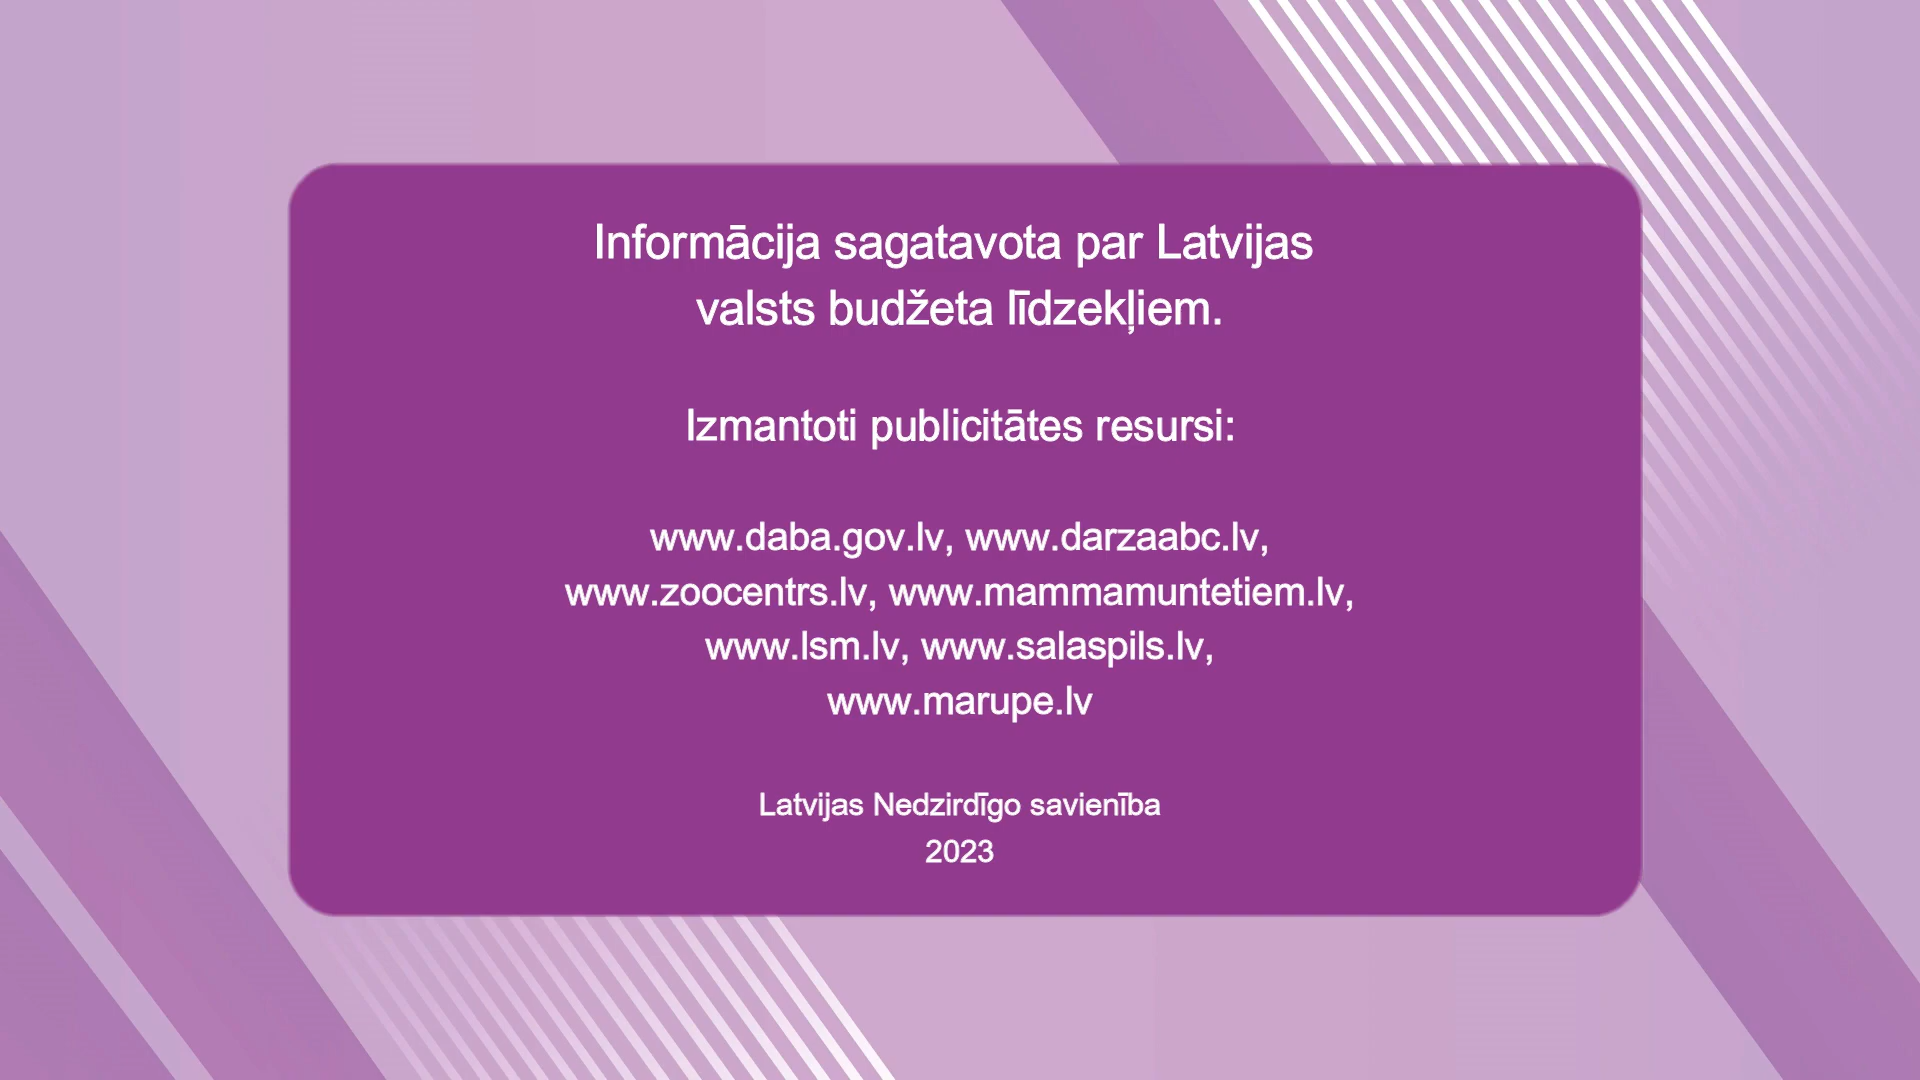 Informācija sagatavota par Latvijas
valsts budžeta līdzekļiem.
Izmantoti publicitātes resursi:
www.daba.gov.lv, www.darzaabc.lv,
www.zoocentrs.lv, www.mammamuntetiem.lv,
www.lsm.lv, www.salaspils.lv,
www.marupe.lv
Latvijas Nedzirdīgo savienība
2023